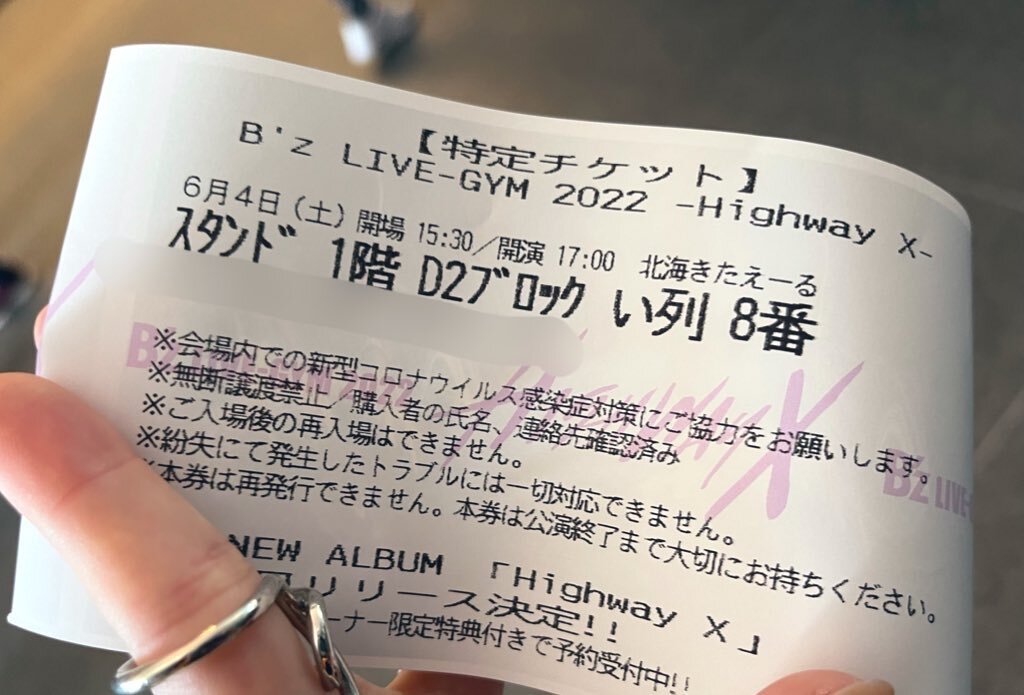 【特定チケット】
B'z LIVE-GYM 2022 -Highway X-
6月4日(土) 開場 15:30/開演 17:00 北海きたえーる
スタンド 1階 D2ブロック い列 8番
※会場内での新型コロナウイルス感染症対策にご協力をお願いします。
※無断譲渡禁止/購入者の氏名、連絡先確認済み
※ご入場後の再入場はできません。
※紛失にて発生したトラブルには一切対応できません。
※本券は再発行できません。本券は公演終了まで大切にお持ちください。
NEW ALBUM 「Highway X」
リリース決定!!
ーナー限定特典付きで予約受付中!!
B'z LIVE-GYM 2022
Highway X
B'z LIVE-